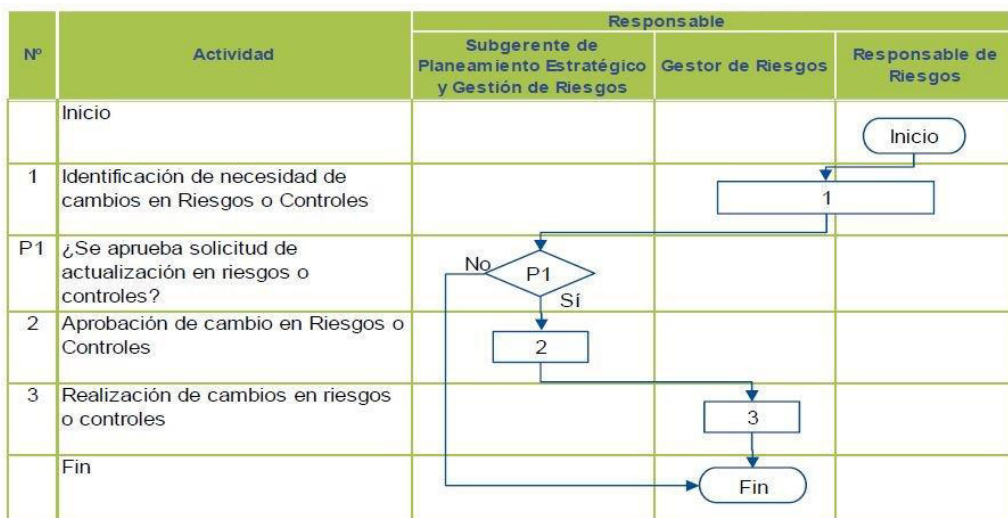 Responsable
Nº
Actividad
Subgerente de
Planeamiento Estratégico
y Gestión de Riesgos
Gestor de Riesgos
Responsable de
Riesgos
Inicio
Inicio
1
Identificación de necesidad de
cambios en Riesgos o Controles
1
P1
¿Se aprueba solicitud de
actualización en riesgos o
controles?
No
P1
Sí
2
Aprobación de cambio en Riesgos o
Controles
2
3
Realización de cambios en riesgos
o controles
3
Fin
Fin